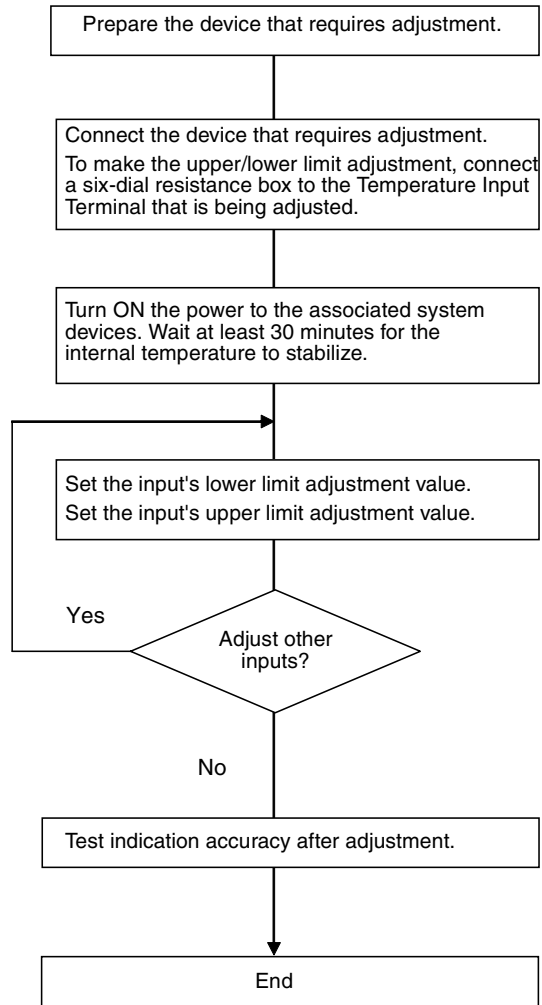 Prepare the device that requires adjustment.
Connect the device that requires adjustment.
To make the upper/lower limit adjustment, connect
a six-dial resistance box to the Temperature Input
Terminal that is being adjusted.
Turn ON the power to the associated system
devices. Wait at least 30 minutes for the
internal temperature to stabilize.
Set the input's lower limit adjustment value.
Set the input's upper limit adjustment value.
Yes
Adjust other
inputs?
No
Test indication accuracy after adjustment.
End